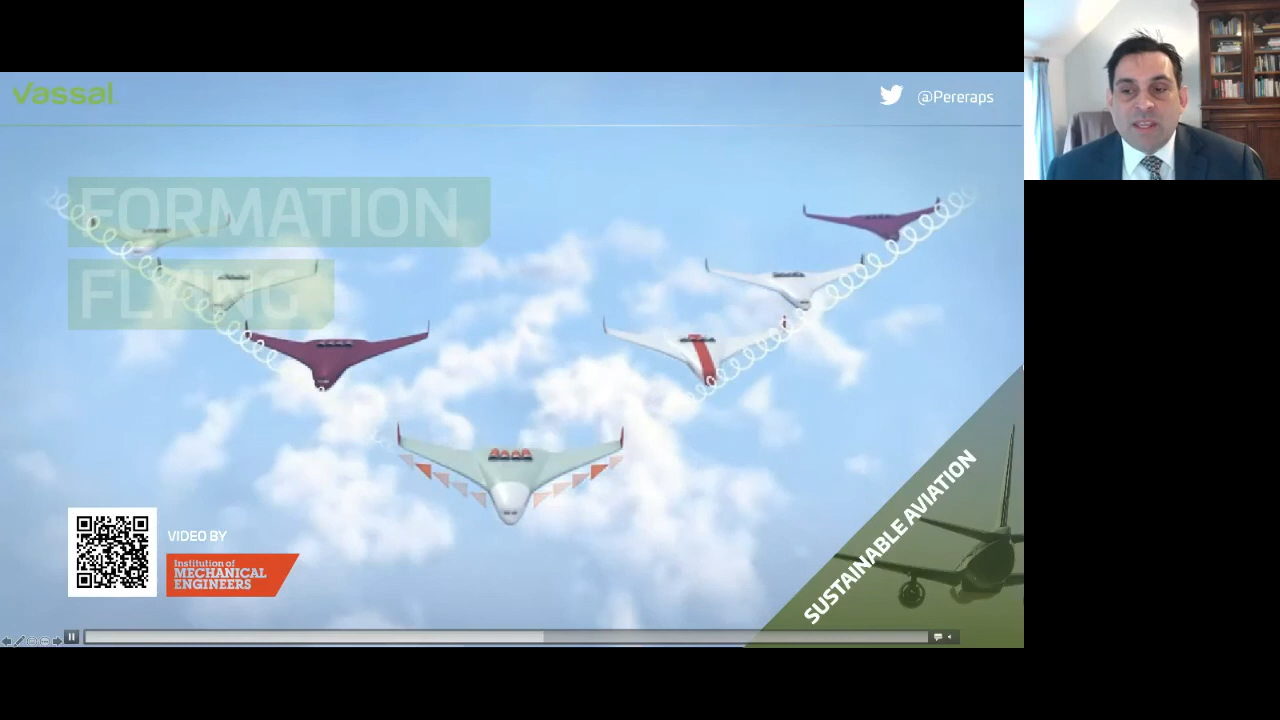 vassal
@Pereraps
FORMATION
FLYING
VIDEO BY
Institution of
MECHANICAL
ENGINEERS
SUSTAINABLE AVIATION